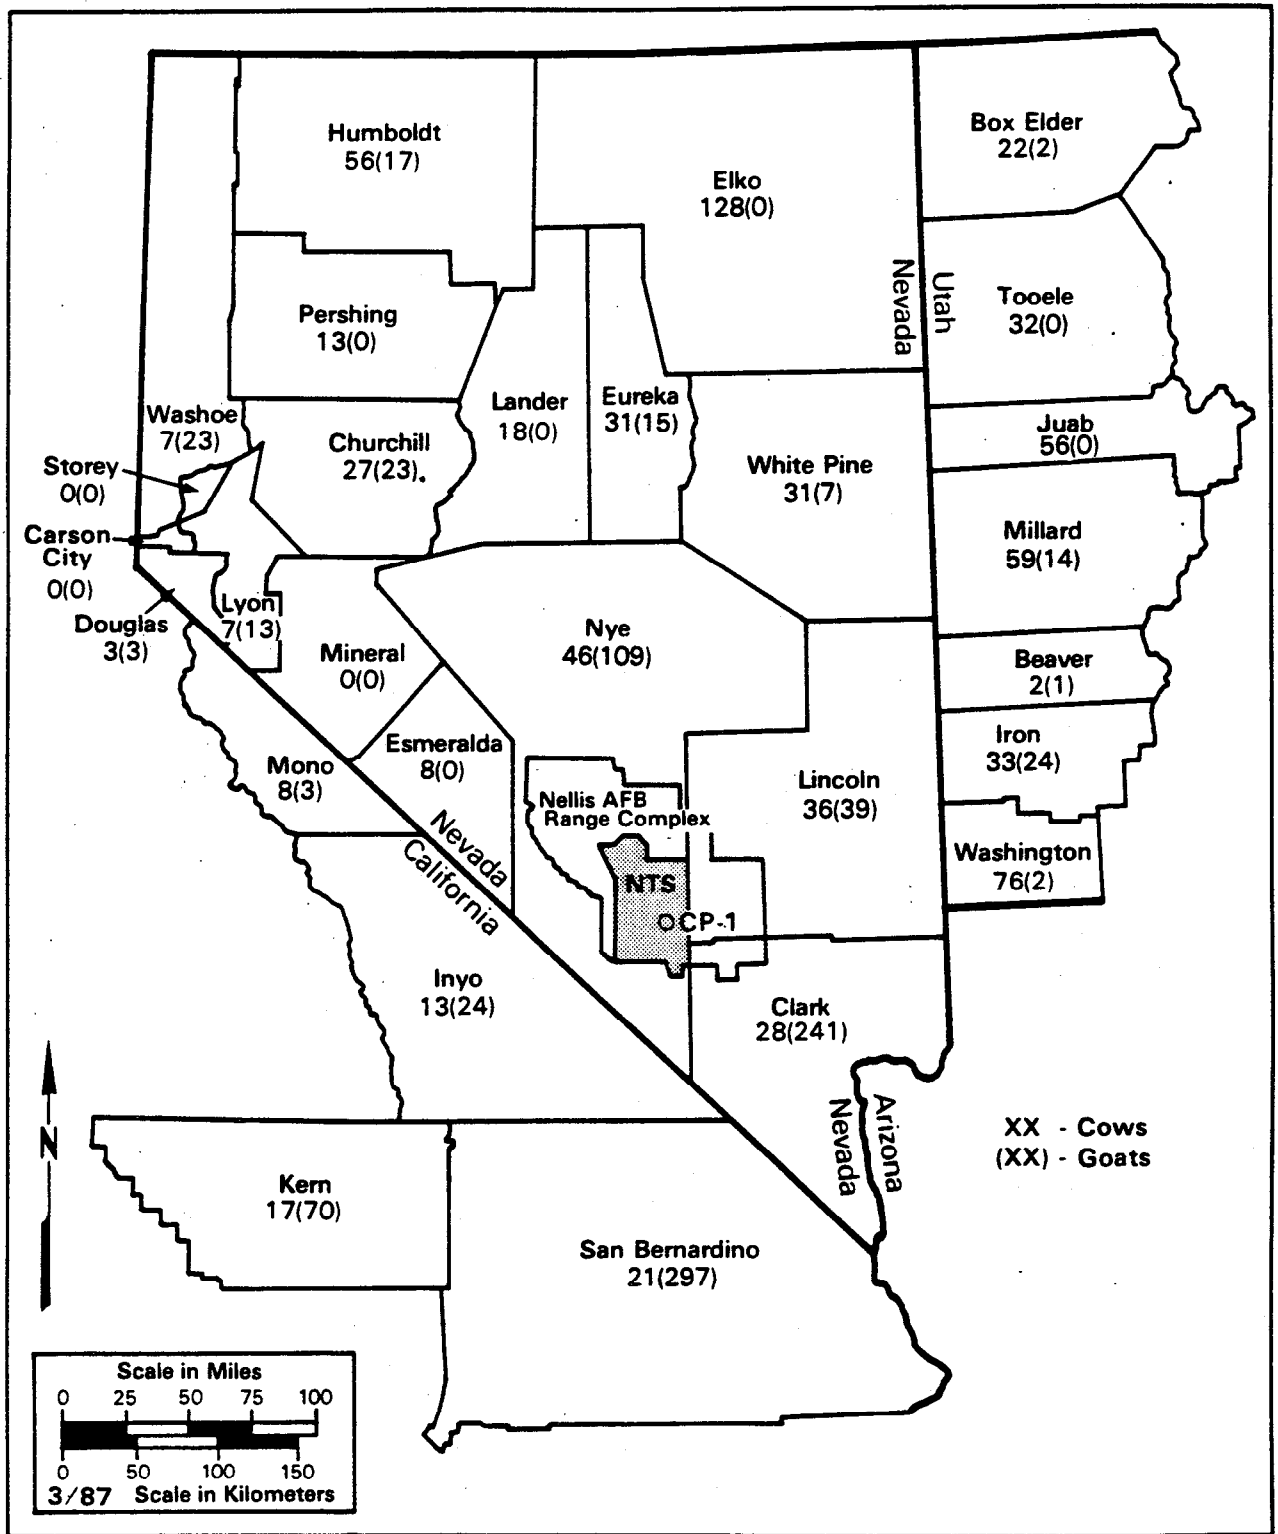 Humboldt
56(17)
Elko
128(0)
Box Elder
22(2)
Nevada
Utah
Pershing
13(0)
Tooele
32(0)
Washoe
7(23)
Churchill
27(23)
Lander
18(0)
Eureka
31(15)
White Pine
31(7)
Juab
56(0)
Storey
0(0)
Carson
City
0(0)
Millard
59(14)
Douglas
3(3)
Lyon
7(13)
Mineral
0(0)
Nye
46(109)
Beaver
2(1)
Mono
8(3)
Esmeralda
8(0)
Iron
33(24)
Nellis AFB
Range Complex
Lincoln
36(39)
Nevada
California
NTS
CP-1
Washington
76(2)
Inyo
13(24)
Clark
28(241)
Arizona
Nevada
XX - Cows
(XX) - Goats
N
Kern
17(70)
San Bernardino
21(297)
Scale in Miles
0 25 50 75 100
0 50 100 150
3/87 Scale in Kilometers